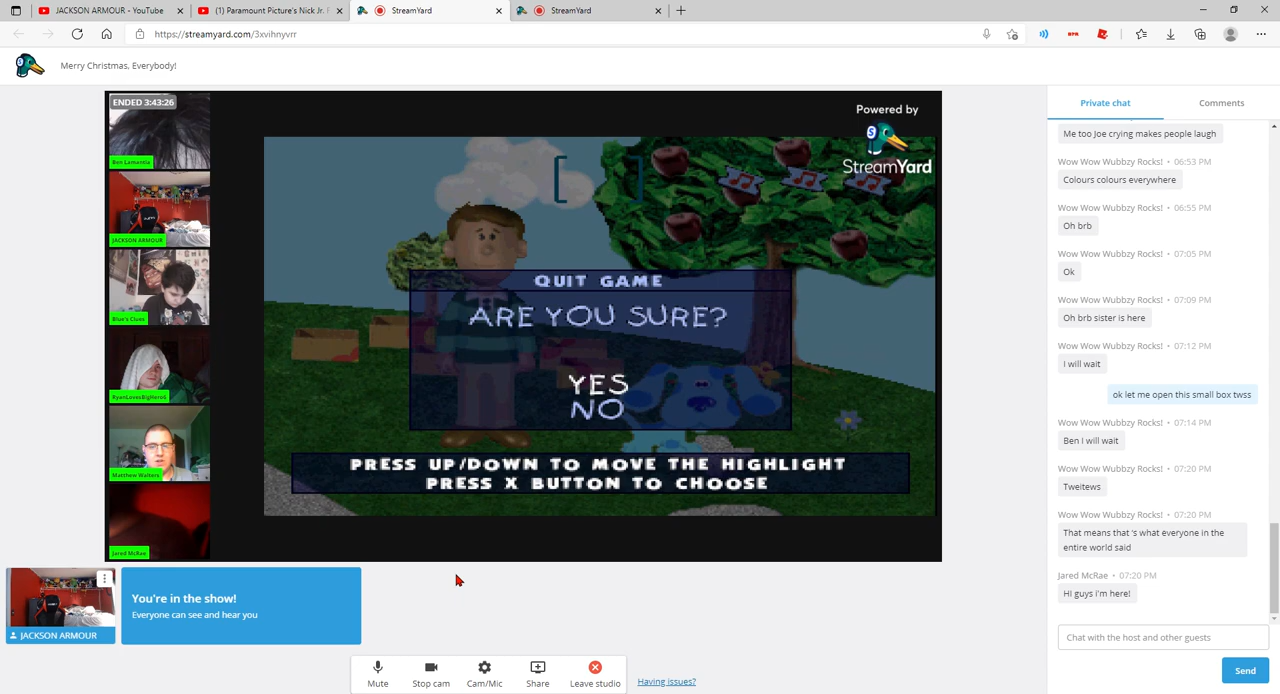 JACKSON ARMOUR - YouTube
(1) Paramount Picture's Nick Jr. F
StreamYard
StreamYard
https://streamyard.com/3xvihnyvrr
Merry Christmas, Everybody!
ENDED 3:43:26
Ben Lamantia
JACKSON ARMOUR
Blue's Clues
RyanLovesBigHero6
Matthew Walters
Jared McRae
Powered by
StreamYard
QUIT GAME
ARE YOU SURE?
YES
NO
PRESS UP/DOWN TO MOVE THE HIGHLIGHT
PRESS X BUTTON TO CHOOSE
JACKSON ARMOUR
You're in the show!
Everyone can see and hear you
Mute
Stop cam
Cam/Mic
Share
Leave studio
Having issues?
Private chat
Comments
Me too Joe crying makes people laugh
Wow Wow Wubbzy Rocks! • 06:53 PM
Colours colours everywhere
Wow Wow Wubbzy Rocks! • 06:55 PM
Oh brb
Wow Wow Wubbzy Rocks! • 07:05 PM
Ok
Wow Wow Wubbzy Rocks! • 07:09 PM
Oh brb sister is here
Wow Wow Wubbzy Rocks! • 07:12 PM
I will wait
ok let me open this small box twss
Wow Wow Wubbzy Rocks! • 07:14 PM
Ben I will wait
Wow Wow Wubbzy Rocks! • 07:20 PM
Tweitews
Wow Wow Wubbzy Rocks! • 07:20 PM
That means that 's what everyone in the
entire world said
Jared McRae • 07:20 PM
HI guys i'm here!
Chat with the host and other guests
Send